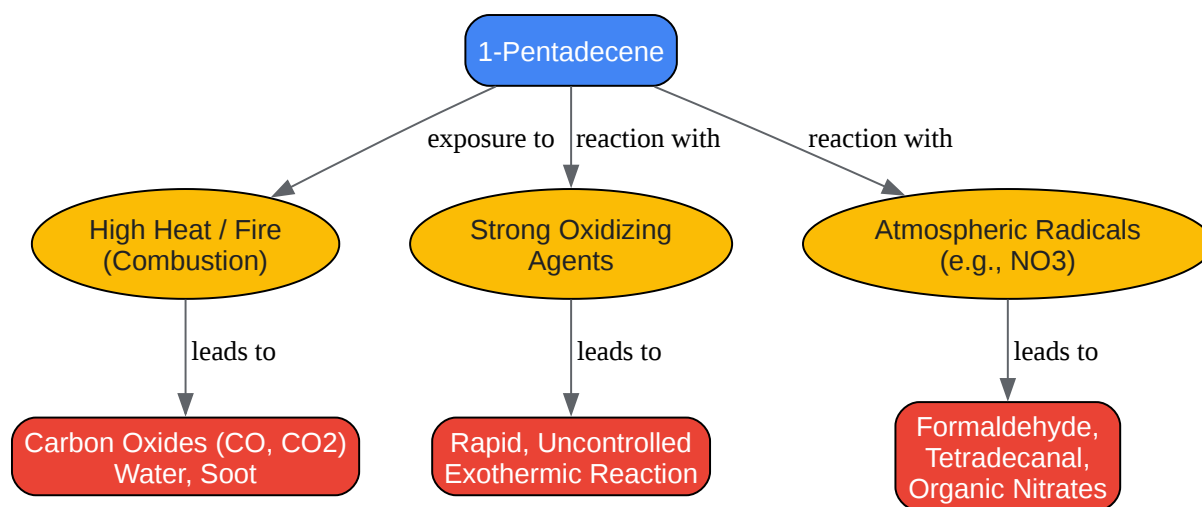 1-Pentadecene
exposure to
reaction with
reaction with
High Heat / Fire
(Combustion)
Strong Oxidizing
Agents
Atmospheric Radicals
(e.g., NO3)
leads to
leads to
leads to
Carbon Oxides (CO, CO2)
Water, Soot
Rapid, Uncontrolled
Exothermic Reaction
Formaldehyde,
Tetradecanal,
Organic Nitrates